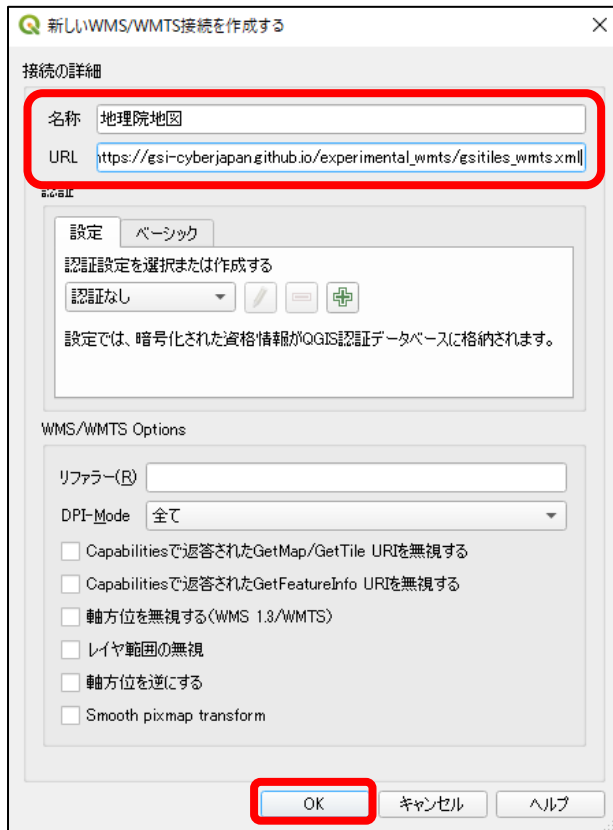 新しいWMS/WMTS接続を作成する
接続の詳細
名称 地理院地図
URL https://gsi-cyberjapan.github.io/experimental_wmts/gsitiles_wmts.xml
認証
設定 ベーシック
認証設定を選択または作成する
認証なし
設定では、暗号化された資格情報がQGIS認証データベースに格納されます。
WMS/WMTS Options
リファラー(R)
DPI-Mode 全て
Capabilitiesで返答されたGetMap/GetTile URIを無視する
Capabilitiesで返答されたGetFeatureInfo URIを無視する
軸方位を無視する(WMS 1.3/WMTS)
レイヤ範囲の無視
軸方位を逆にする
Smooth pixmap transform
OK キャンセル ヘルプ